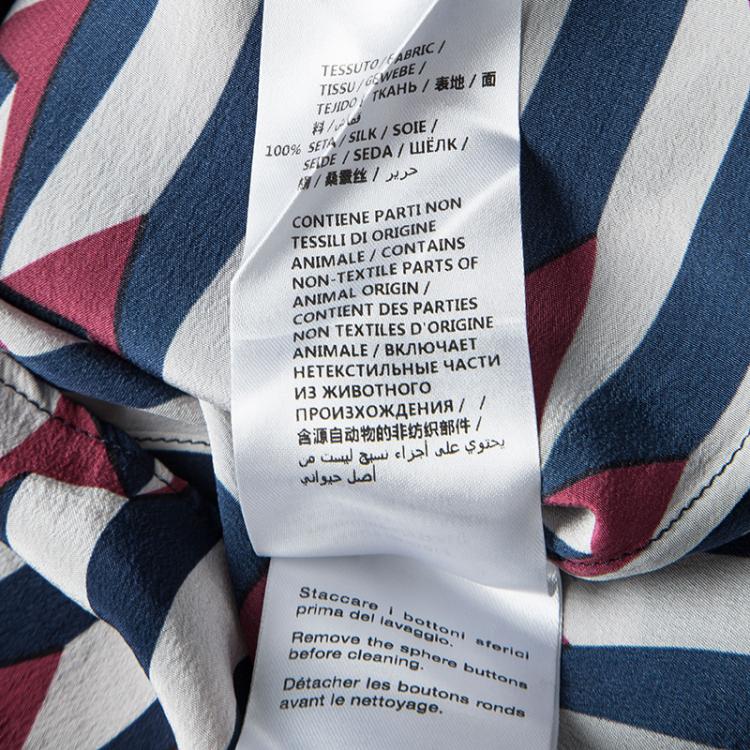 TESSUTO / FABRIC /
TISSU / GEWEBE /
TEJIDO / ТКАНЬ / 表地 / 面
料 / قماش /
100% SETA / SILK / SOIE /
SEIDE / SEDA / ШЁЛК /
/ 桑蚕丝 / حرير
CONTIENE PARTI NON
TESSILI DI ORIGINE
ANIMALE / CONTAINS
NON-TEXTILE PARTS OF
ANIMAL ORIGIN /
CONTIENT DES PARTIES
NON TEXTILES D'ORIGINE
ANIMALE / ВКЛЮЧАЕТ
НЕТЕКСТИЛЬНЫЕ ЧАСТИ
ИЗ ЖИВОТНОГО
ПРОИСХОЖДЕНИЯ / /
含源自动物的非纺织部件 /
يحتوي على أجزاء نسيج ليست من
أصل حيواني
Staccare i bottoni sferici
prima del lavaggio.
Remove the sphere buttons
before cleaning.
Détacher les boutons ronds
avant le nettoyage.